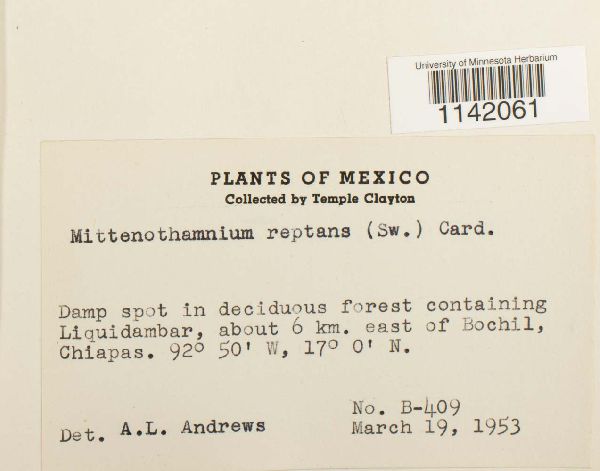 University of Minnesota Herbarium
1142061
PLANTS OF MEXICO
Collected by Temple Clayton
Mittenothamnium reptans (Sw.) Card.
Damp spot in deciduous forest containing
Liquidambar, about 6 km. east of Bochil,
Chiapas. 92º 50' W, 17º 0' N.
No. B-409
Det. A.L. Andrews
March 19, 1953